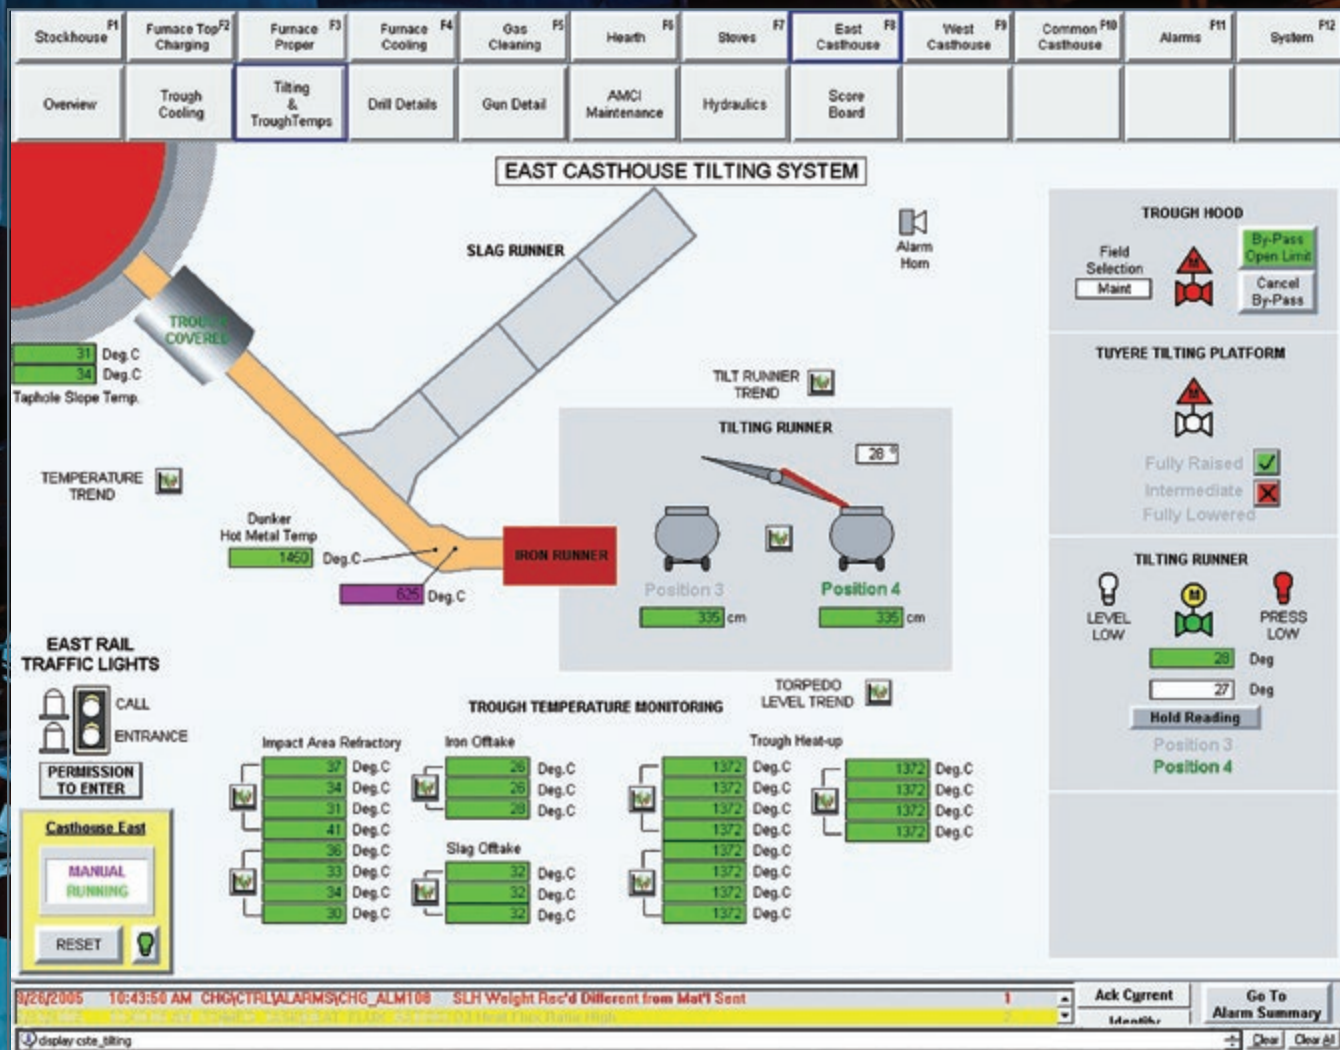 Stockhouse F1
Furnace Top F2
Charging
Furnace F3
Proper
Furnace F4
Cooling
Gas F5
Cleaning
Hearth F6
Stoves F7
East F8
Casthouse
West F9
Casthouse
Common F10
Casthouse
Alarms F11
System F12
Overview
Trough
Cooling
Tilting
&
TroughTemps
Drill Details
Gun Detail
AMCI
Maintenance
Hydraulics
Score
Board
EAST CASTHOUSE TILTING SYSTEM
SLAG RUNNER
Alarm
Horn
TROUGH
COVERED
31 Deg.C
34 Deg.C
Taphole Slope Temp.
TEMPERATURE
TREND
Dunker
Hot Metal Temp
1460 Deg.C
625 Deg.C
IRON RUNNER
TILT RUNNER
TREND
TILTING RUNNER
28 °
Position 3
335 cm
Position 4
335 cm
TORPEDO
LEVEL TREND
TROUGH HOOD
Field
Selection
Maint
M
By-Pass
Open Limit
Cancel
By-Pass
TUYERE TILTING PLATFORM
M
Fully Raised
Intermediate
Fully Lowered
TILTING RUNNER
LEVEL
LOW
M
PRESS
LOW
28 Deg
27 Deg
Hold Reading
Position 3
Position 4
EAST RAIL
TRAFFIC LIGHTS
CALL
ENTRANCE
PERMISSION
TO ENTER
Casthouse East
MANUAL
RUNNING
RESET
TROUGH TEMPERATURE MONITORING
Impact Area Refractory
37 Deg.C
34 Deg.C
31 Deg.C
41 Deg.C
36 Deg.C
33 Deg.C
34 Deg.C
30 Deg.C
Iron Offtake
26 Deg.C
26 Deg.C
28 Deg.C
Slag Offtake
32 Deg.C
32 Deg.C
32 Deg.C
Trough Heat-up
1372 Deg.C
1372 Deg.C
1372 Deg.C
1372 Deg.C
1372 Deg.C
1372 Deg.C
1372 Deg.C
1372 Deg.C
1372 Deg.C
1372 Deg.C
1372 Deg.C
1372 Deg.C
9/26/2005 10:43:50 AM CHG\CTRL\ALARMS\CHG_ALM108 SLH Weight Rec'd Different from Mat'l Sent 1
Heat Flux Ratio High
Ack Current
Identify
Go To
Alarm Summary
display cste_tilting
Clear
Clear All